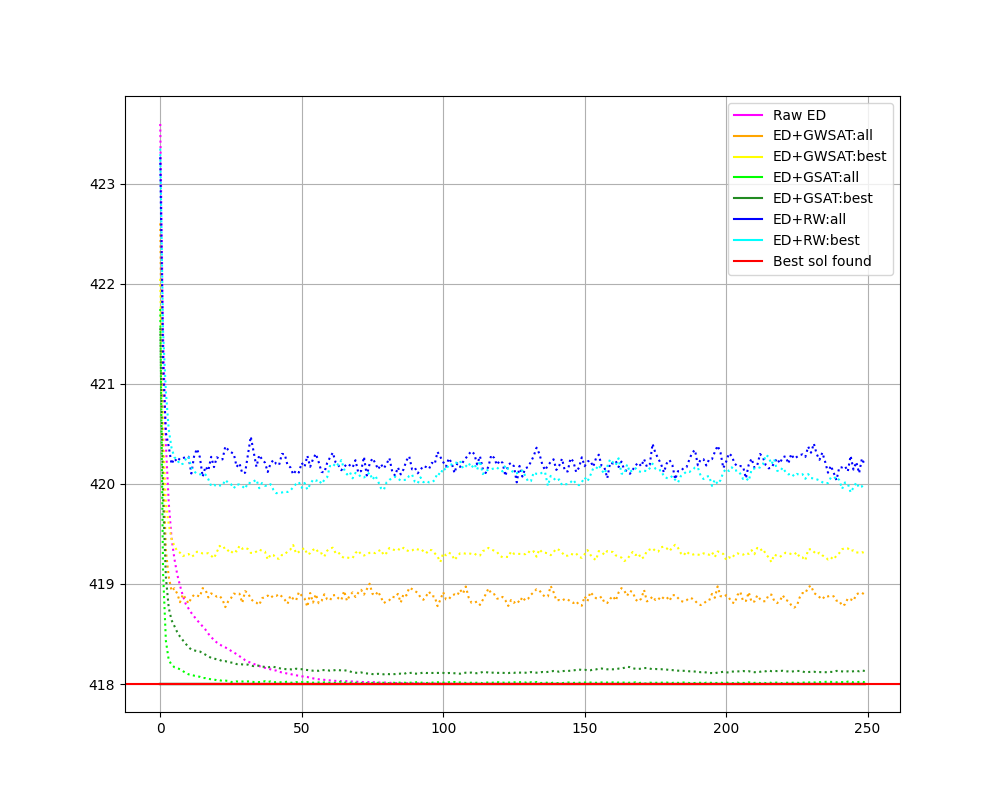 Raw ED
ED+GWSAT:all
ED+GWSAT:best
ED+GSAT:all
ED+GSAT:best
ED+RW:all
ED+RW:best
Best sol found
423
422
421
420
419
418
0 50 100 150 200 250